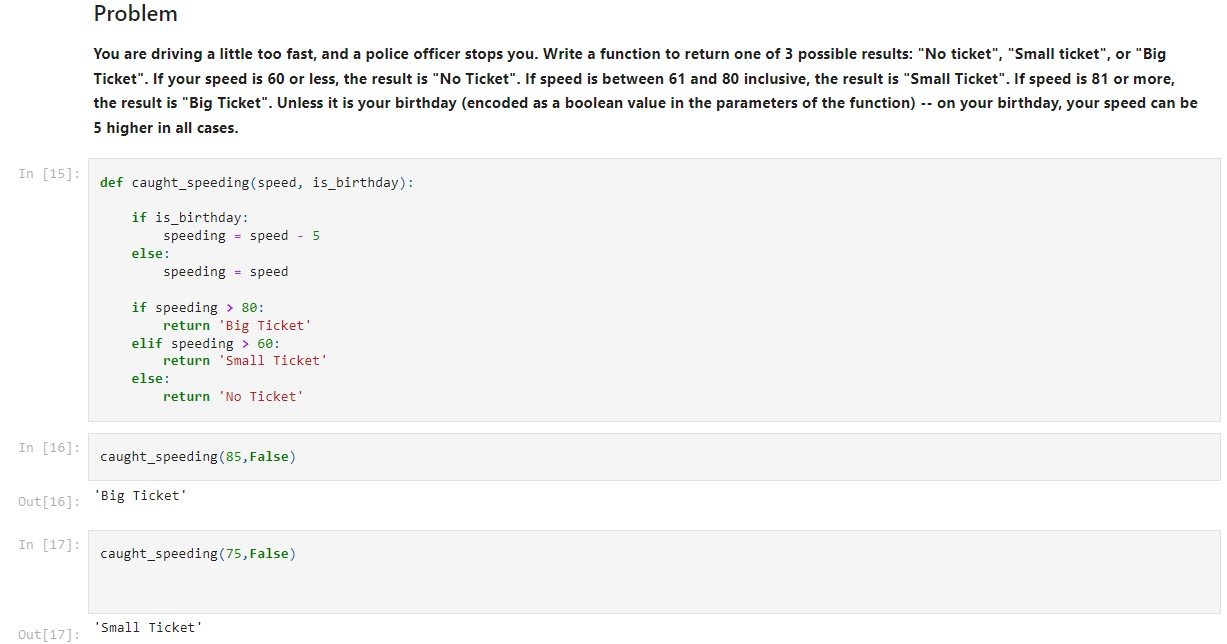 Problem
You are driving a little too fast, and a police officer stops you. Write a function to return one of 3 possible results: "No ticket", "Small ticket", or "Big
Ticket". If your speed is 60 or less, the result is "No Ticket". If speed is between 61 and 80 inclusive, the result is "Small Ticket". If speed is 81 or more,
the result is "Big Ticket". Unless it is your birthday (encoded as a boolean value in the parameters of the function) -- on your birthday, your speed can be
5 higher in all cases.
In [15]:
def caught_speeding(speed, is_birthday):
    if is_birthday:
        speeding = speed - 5
    else:
        speeding = speed
    if speeding > 80:
        return 'Big Ticket'
    elif speeding > 60:
        return 'Small Ticket'
    else:
        return 'No Ticket'
In [16]:
caught_speeding(85,False)
Out[16]:
'Big Ticket'
In [17]:
caught_speeding(75,False)
Out[17]:
'Small Ticket'